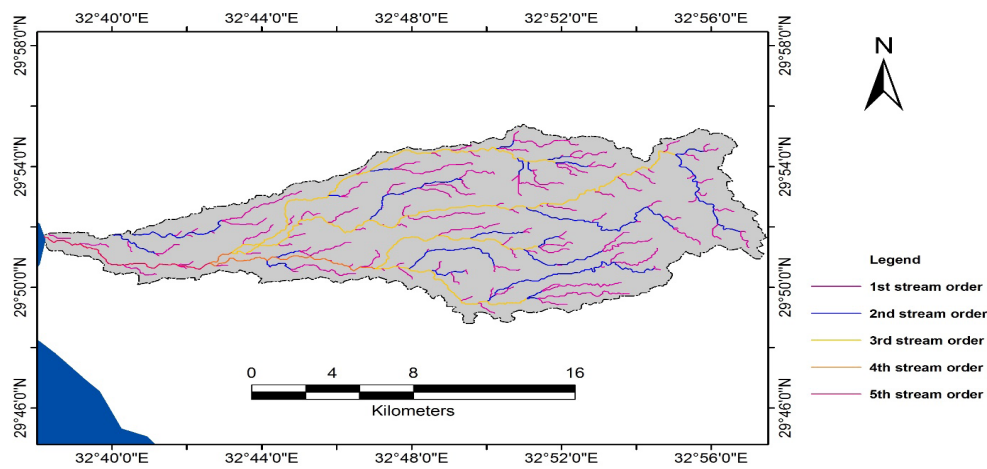 32°40'0"E 32°44'0"E 32°48'0"E 32°52'0"E 32°56'0"E
29°58'0"N
29°54'0"N
29°50'0"N
29°46'0"N
29°58'0"N
29°54'0"N
29°50'0"N
29°46'0"N
N
Legend
1st stream order
2nd stream order
3rd stream order
4th stream order
5th stream order
0 4 8 16
Kilometers
32°40'0"E 32°44'0"E 32°48'0"E 32°52'0"E 32°56'0"E